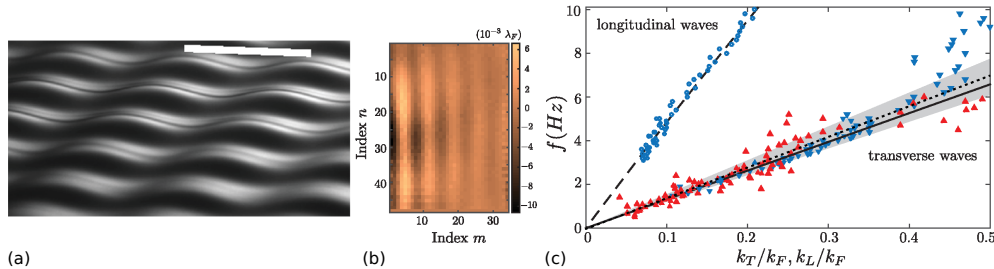 (10⁻³ λ_F)
6
4
2
0
−2
−4
−6
−8
−10
10
20
30
40
Index n
10
20
30
Index m
10
8
6
4
2
0
f(Hz)
longitudinal waves
transverse waves
0
0.1
0.2
0.3
0.4
0.5
k_T/k_F, k_L/k_F
(a)
(b)
(c)